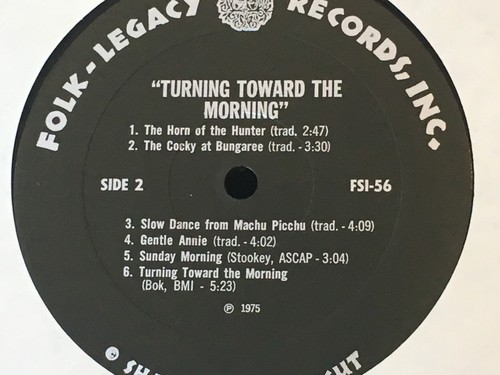 FOLK-LEGACY RECORDS, INC.
"TURNING TOWARD THE
MORNING"
1. The Horn of the Hunter (trad. 2:47)
2. The Cocky at Bungaree (trad. - 3:30)
SIDE 2
FSI-56
3. Slow Dance from Machu Picchu (trad. - 4:09)
4. Gentle Annie (trad. - 4:02)
5. Sunday Morning (Stookey, ASCAP - 3:04)
6. Turning Toward the Morning
(Bok, BMI - 5:23)
℗ 1975